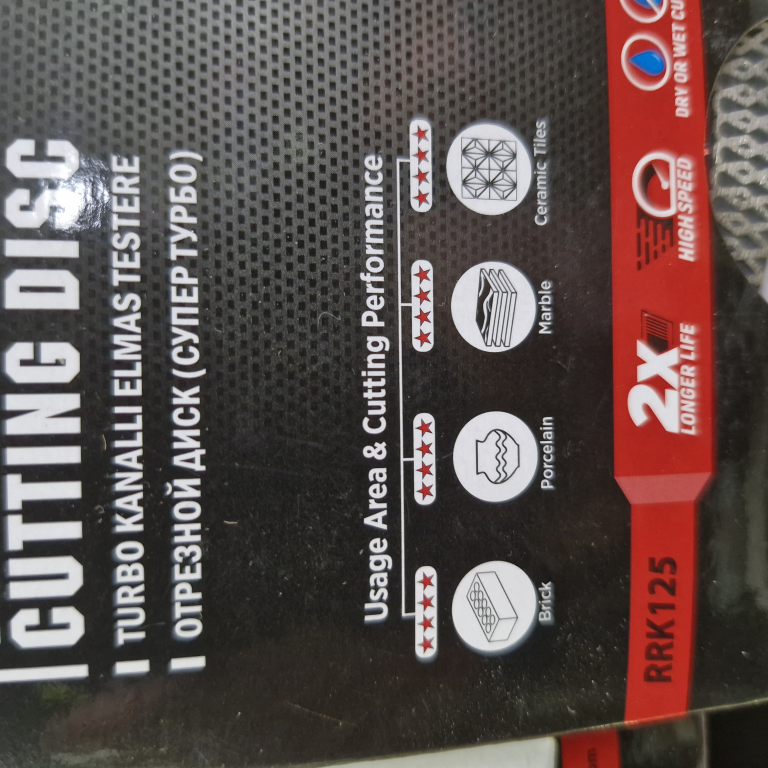 CUTTING DISC
TURBO KANALLI ELMAS TESTERE
ОТРЕЗНОЙ ДИСК (СУПЕР ТУРБО)
Usage Area & Cutting Performance
Brick
Porcelain
Marble
Ceramic Tiles
RRK125
2X
LONGER LIFE
HIGH SPEED
DRY OR WET